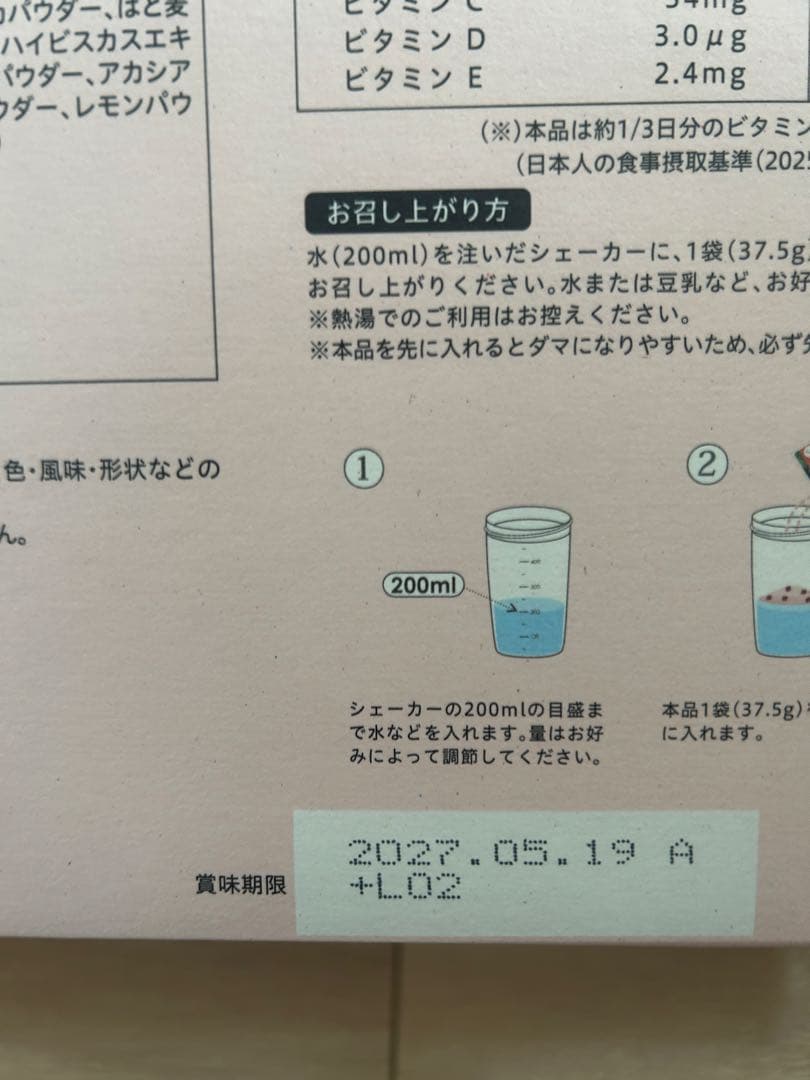 パウダー、はと麦
ハイビスカスエキ
パウダー、アカシア
ウダー、レモンパウ
)
ビタミン C 54mg
ビタミン D 3.0μg
ビタミン E 2.4mg
(※)本品は約1/3日分のビタミン
(日本人の食事摂取基準(2025
お召し上がり方
水(200ml)を注いだシェーカーに、1袋(37.5g)
お召し上がりください。水または豆乳など、お好
※熱湯でのご利用はお控えください。
※本品を先に入れるとダマになりやすいため、必ず
色・風味・形状などの
ん。
1
200ml
シェーカーの200mlの目盛ま
で水などを入れます。量はお好
みによって調節してください。
2
本品1袋(37.5g)
に入れます。
賞味期限
2027.05.19 A
+L02